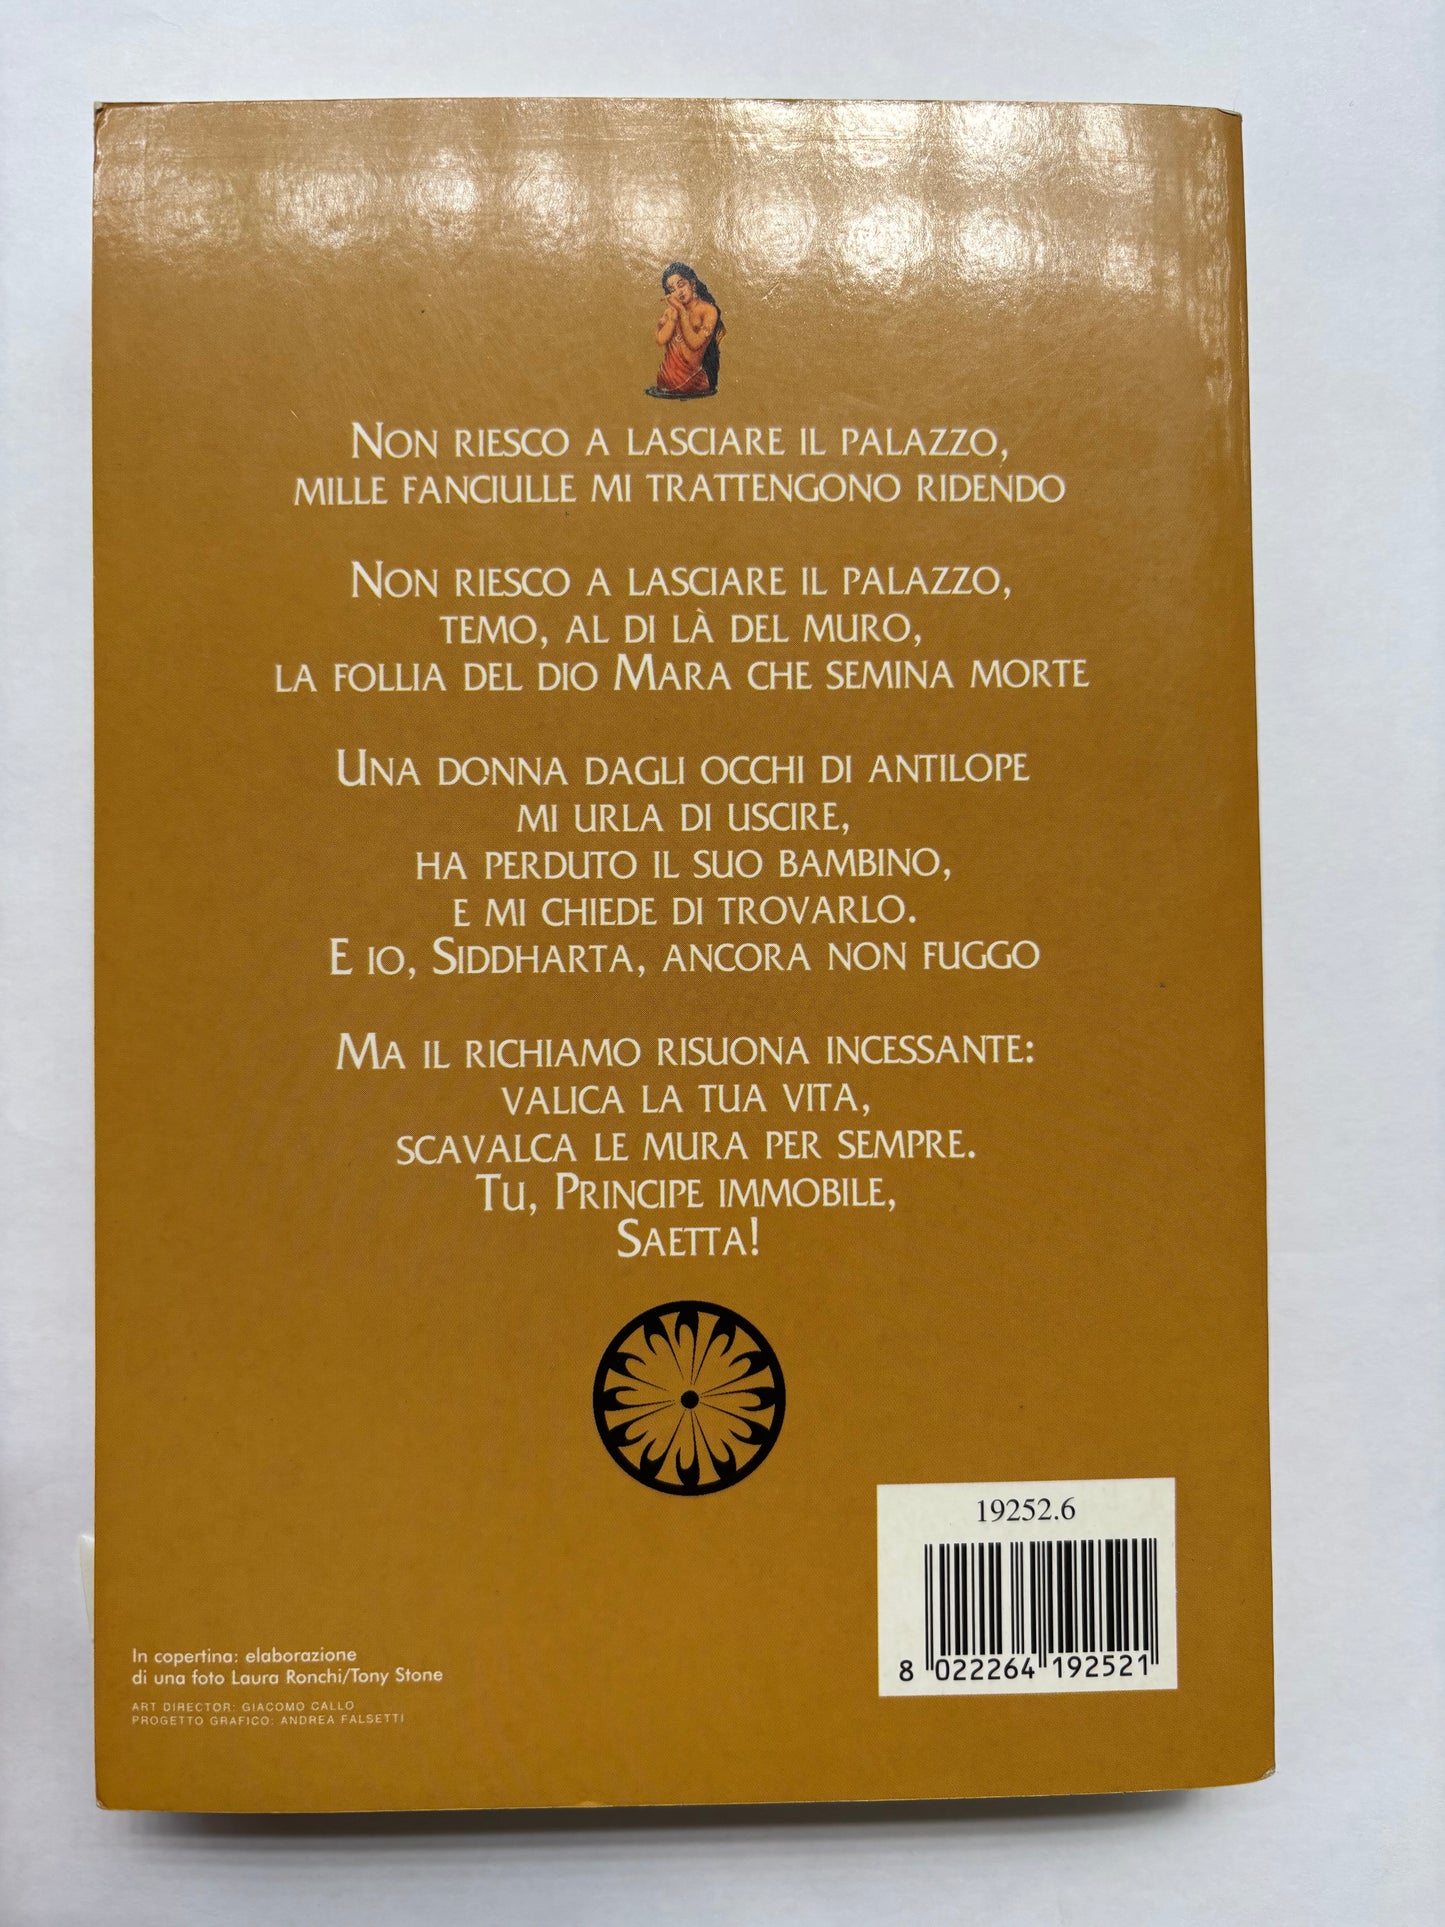 Non riesco a lasciare il palazzo,
mille fanciulle mi trattengono ridendo
Non riesco a lasciare il palazzo,
temo, al di là del muro,
la follia del dio Mara che semina morte
Una donna dagli occhi di antilope
mi urla di uscire,
ha perduto il suo bambino,
e mi chiede di trovarlo.
E io, Siddharta, ancora non fuggo
Ma il richiamo risuona incessante:
valica la tua vita,
scavalca le mura per sempre.
Tu, Principe immobile,
Saetta!
19252.6
8 022264 192521
In copertina: elaborazione
di una foto Laura Ronchi/Tony Stone
ART DIRECTOR: GIACOMO CALLO
PROGETTO GRAFICO: ANDREA FALSETTI